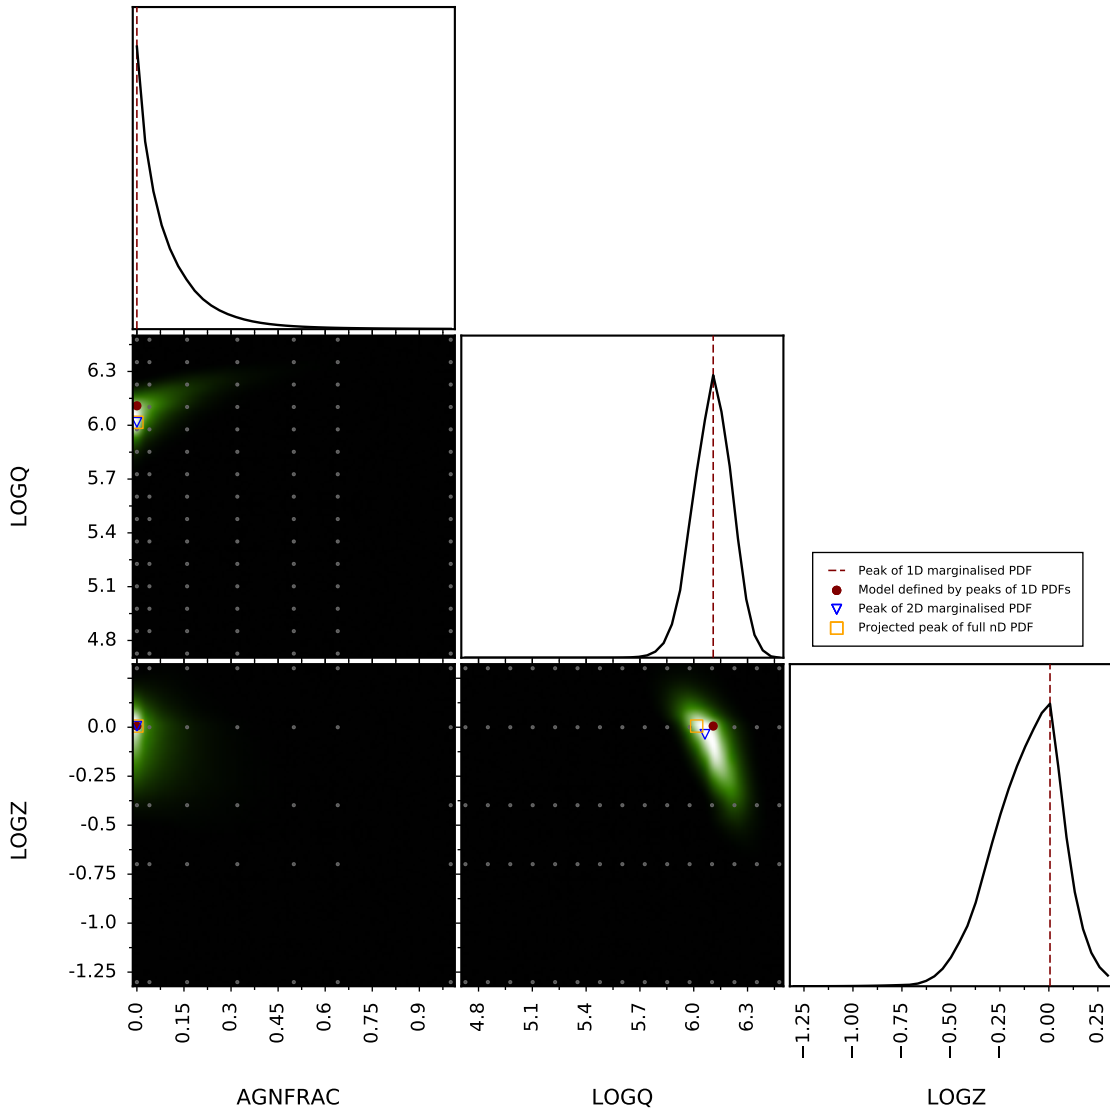 6.3
6.0
5.7
5.4
5.1
4.8
LOGQ
Peak of 1D marginalised PDF
Model defined by peaks of 1D PDFs
Peak of 2D marginalised PDF
Projected peak of full nD PDF
0.0
-0.25
-0.5
-0.75
-1.0
-1.25
LOGZ
0.0 0.15 0.3 0.45 0.6 0.75 0.9
4.8 5.1 5.4 5.7 6.0 6.3
−1.25 −1.00 −0.75 −0.50 −0.25 0.00 0.25
AGNFRAC LOGQ LOGZ